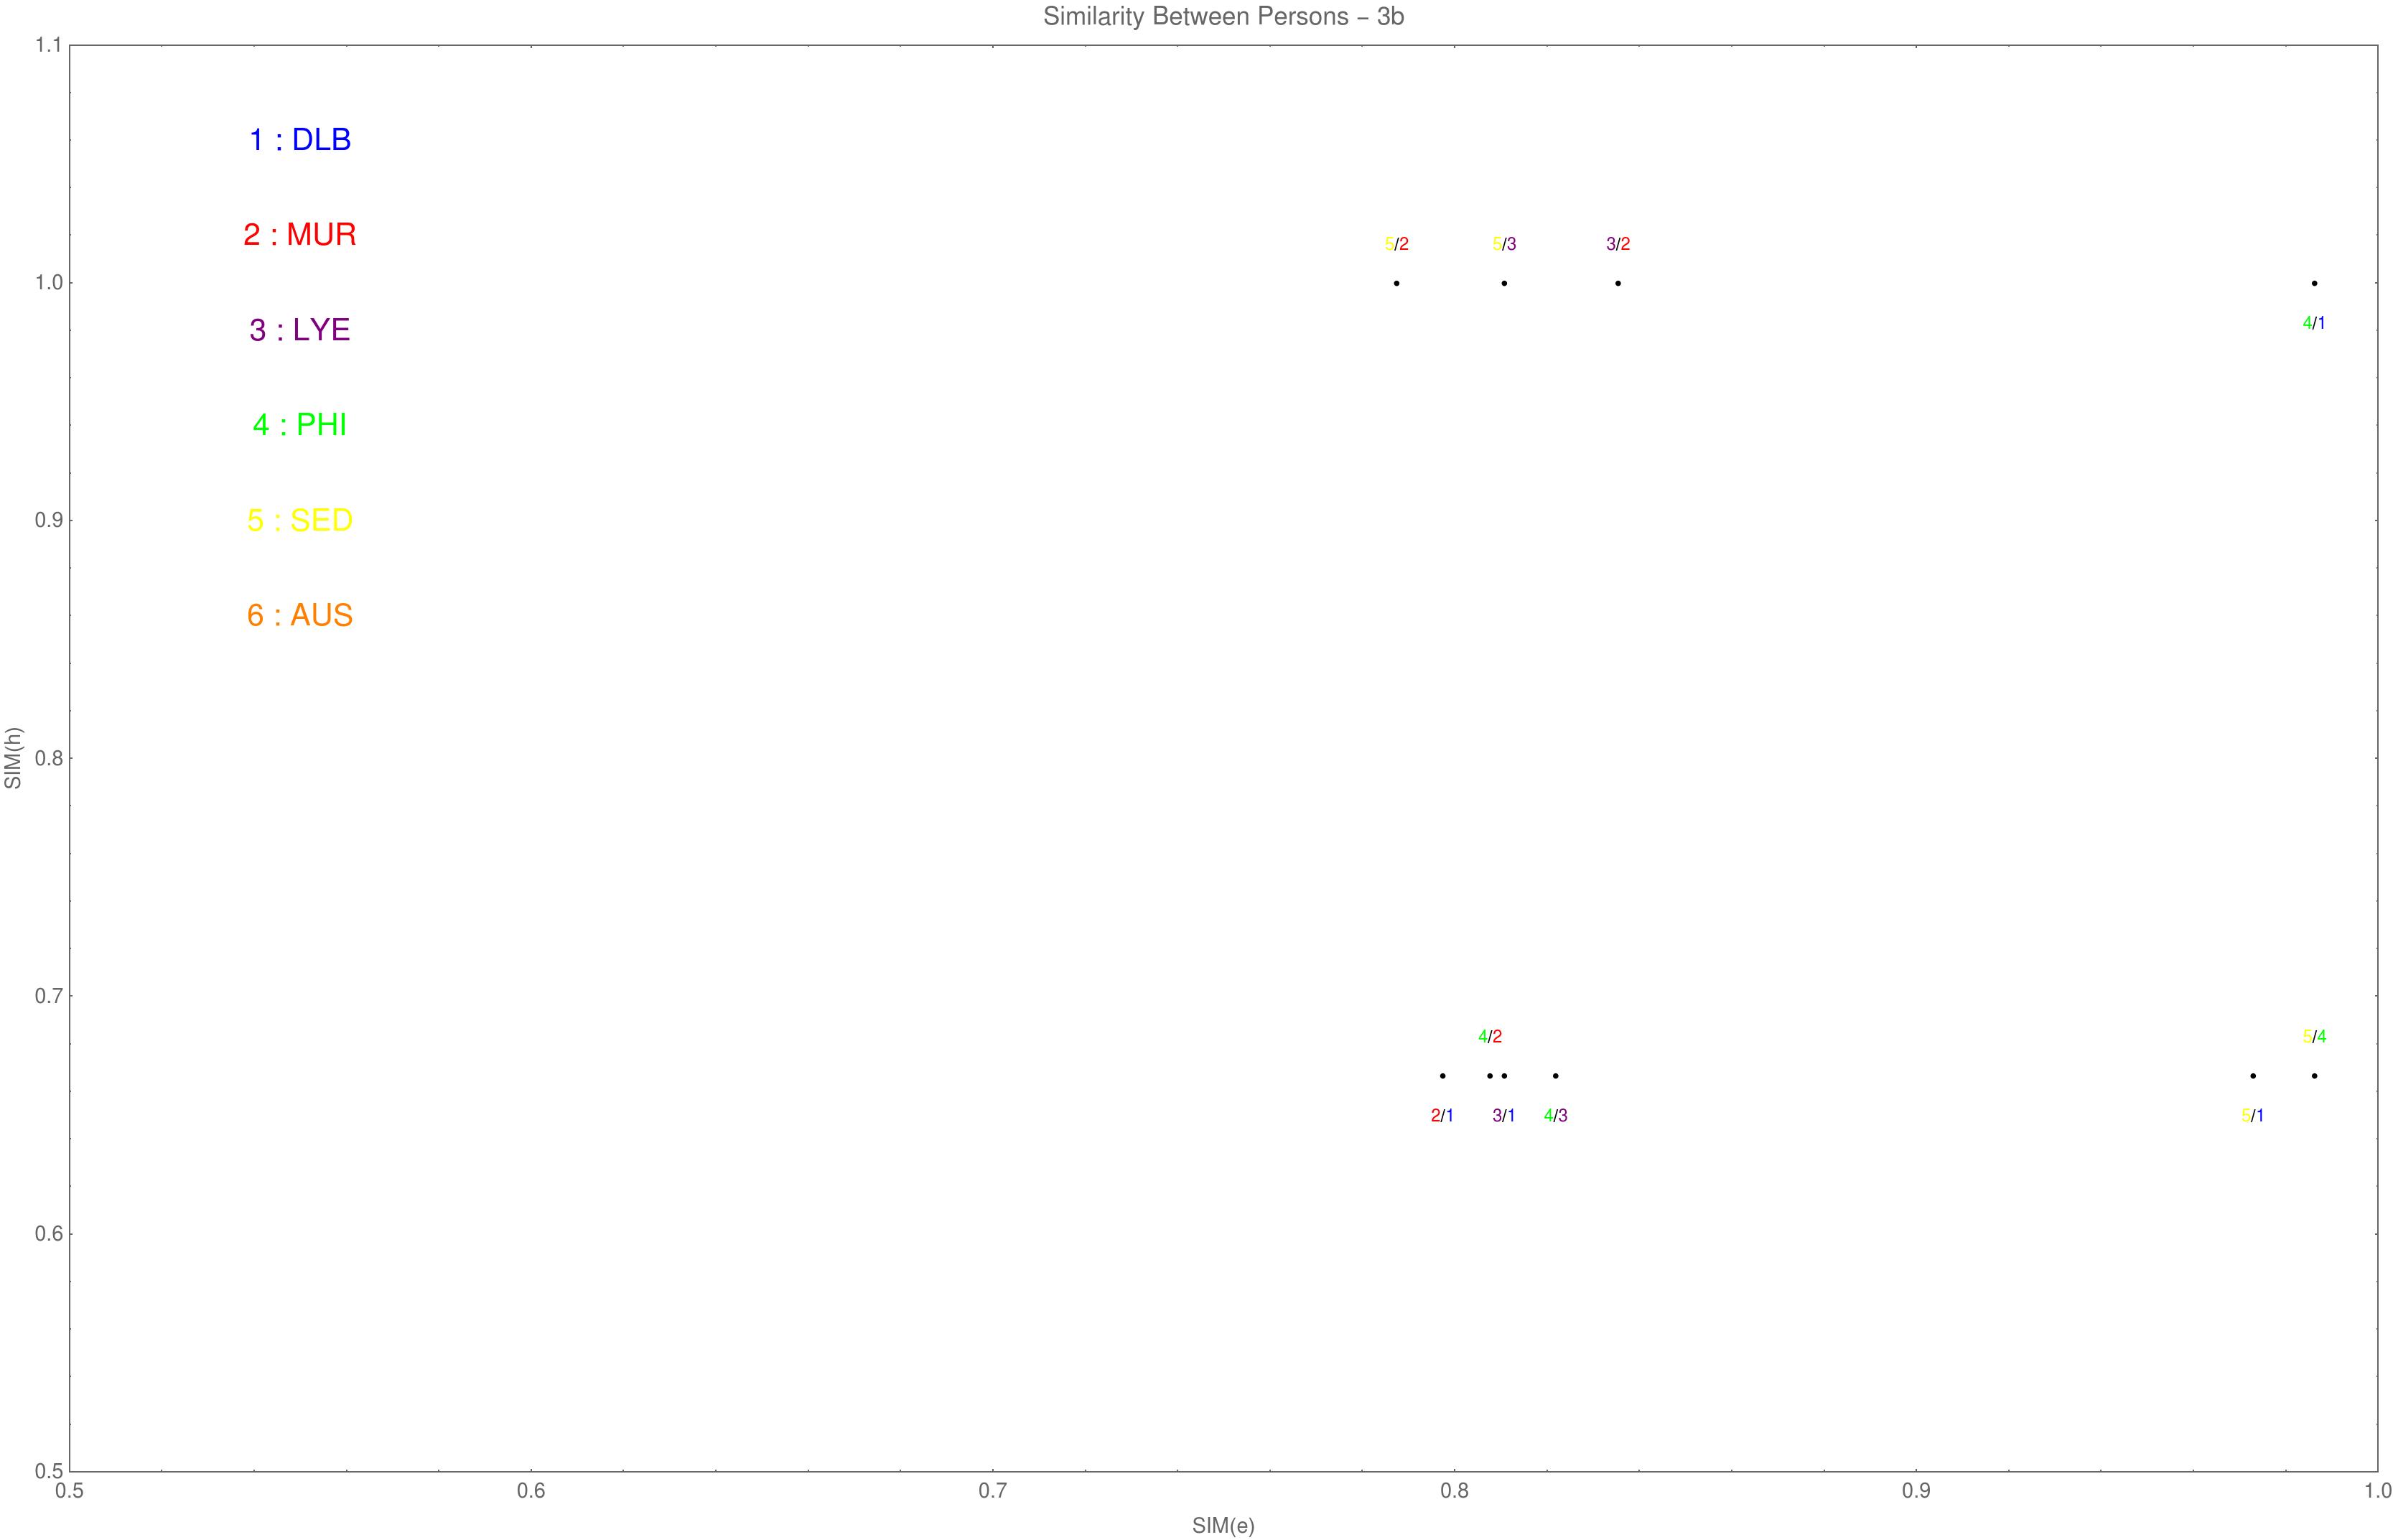 Similarity Between Persons – 3b
1.1
1 : DLB
2 : MUR
5/2 5/3 3/2
1.0
3 : LYE
4/1
4 : PHI
0.9
5 : SED
6 : AUS
SIM(h)
0.8
0.7
4/2 5/4
2/1 3/1 4/3 5/1
0.6
0.5
0.5 0.6 0.7 0.8 0.9 1.0
SIM(e)